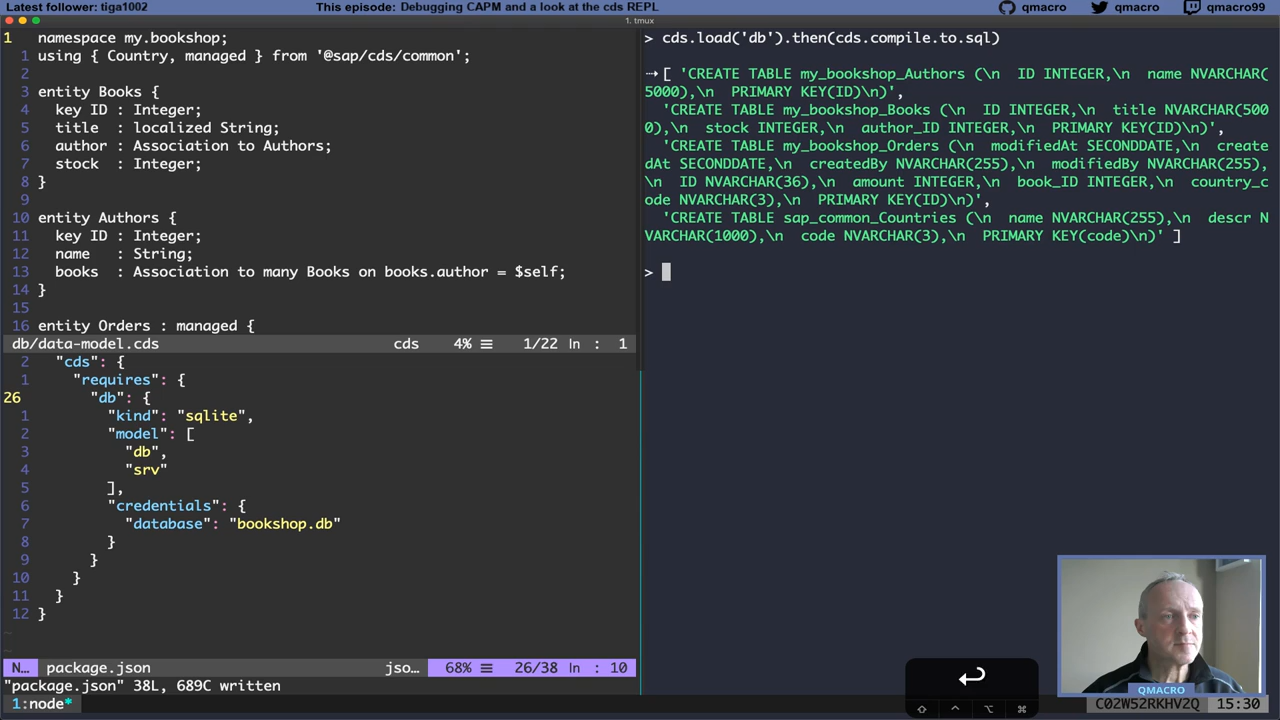 Latest follower: tiga1002
This episode: Debugging CAPM and a look at the cds REPL
qmacro
qmacro
qmacro99
1. tmux
1 namespace my.bookshop;
1 using { Country, managed } from '@sap/cds/common';
2
3 entity Books {
4 key ID : Integer;
5 title : localized String;
6 author : Association to Authors;
7 stock : Integer;
8 }
9
10 entity Authors {
11 key ID : Integer;
12 name : String;
13 books : Association to many Books on books.author = $self;
14 }
15
16 entity Orders : managed {
db/data-model.cds cds 4% ☰ 1/22 ln : 1
2 "cds": {
1 "requires": {
26 "db": {
1 "kind": "sqlite",
2 "model": [
3 "db",
4 "srv"
5 ],
6 "credentials": {
7 "database": "bookshop.db"
8 }
9 }
10 }
11 }
12 }
~
~
N… package.json jso… 68% ☰ 26/38 ln : 10
"package.json" 38L, 689C written
1:node*
> cds.load('db').then(cds.compile.to.sql)
⇢[ 'CREATE TABLE my_bookshop_Authors (\n  ID INTEGER,\n  name NVARCHAR(
5000),\n  PRIMARY KEY(ID)\n)',
'CREATE TABLE my_bookshop_Books (\n  ID INTEGER,\n  title NVARCHAR(500
0),\n  stock INTEGER,\n  author_ID INTEGER,\n  PRIMARY KEY(ID)\n)',
'CREATE TABLE my_bookshop_Orders (\n  modifiedAt SECONDDATE,\n  create
dAt SECONDDATE,\n  createdBy NVARCHAR(255),\n  modifiedBy NVARCHAR(255),
\n  ID NVARCHAR(36),\n  amount INTEGER,\n  book_ID INTEGER,\n  country_c
ode NVARCHAR(3),\n  PRIMARY KEY(ID)\n)',
'CREATE TABLE sap_common_Countries (\n  name NVARCHAR(255),\n  descr N
VARCHAR(1000),\n  code NVARCHAR(3),\n  PRIMARY KEY(code)\n)' ]
>
QMACRO
C02W52RKHV2Q 15:30